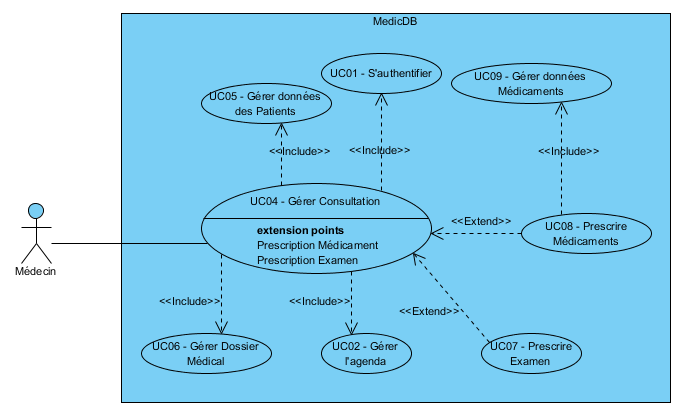 MedicDB
UC01 - S'authentifier
UC09 - Gérer données
Médicaments
UC05 - Gérer données
des Patients
<<Include>>
<<Include>>
<<Include>>
UC04 - Gérer Consultation
extension points
Prescription Médicament
Prescription Examen
<<Extend>>
UC08 - Prescrire
Médicaments
Médecin
<<Include>>
<<Include>>
<<Extend>>
UC06 - Gérer Dossier
Médical
UC02 - Gérer
l'agenda
UC07 - Prescrire
Examen